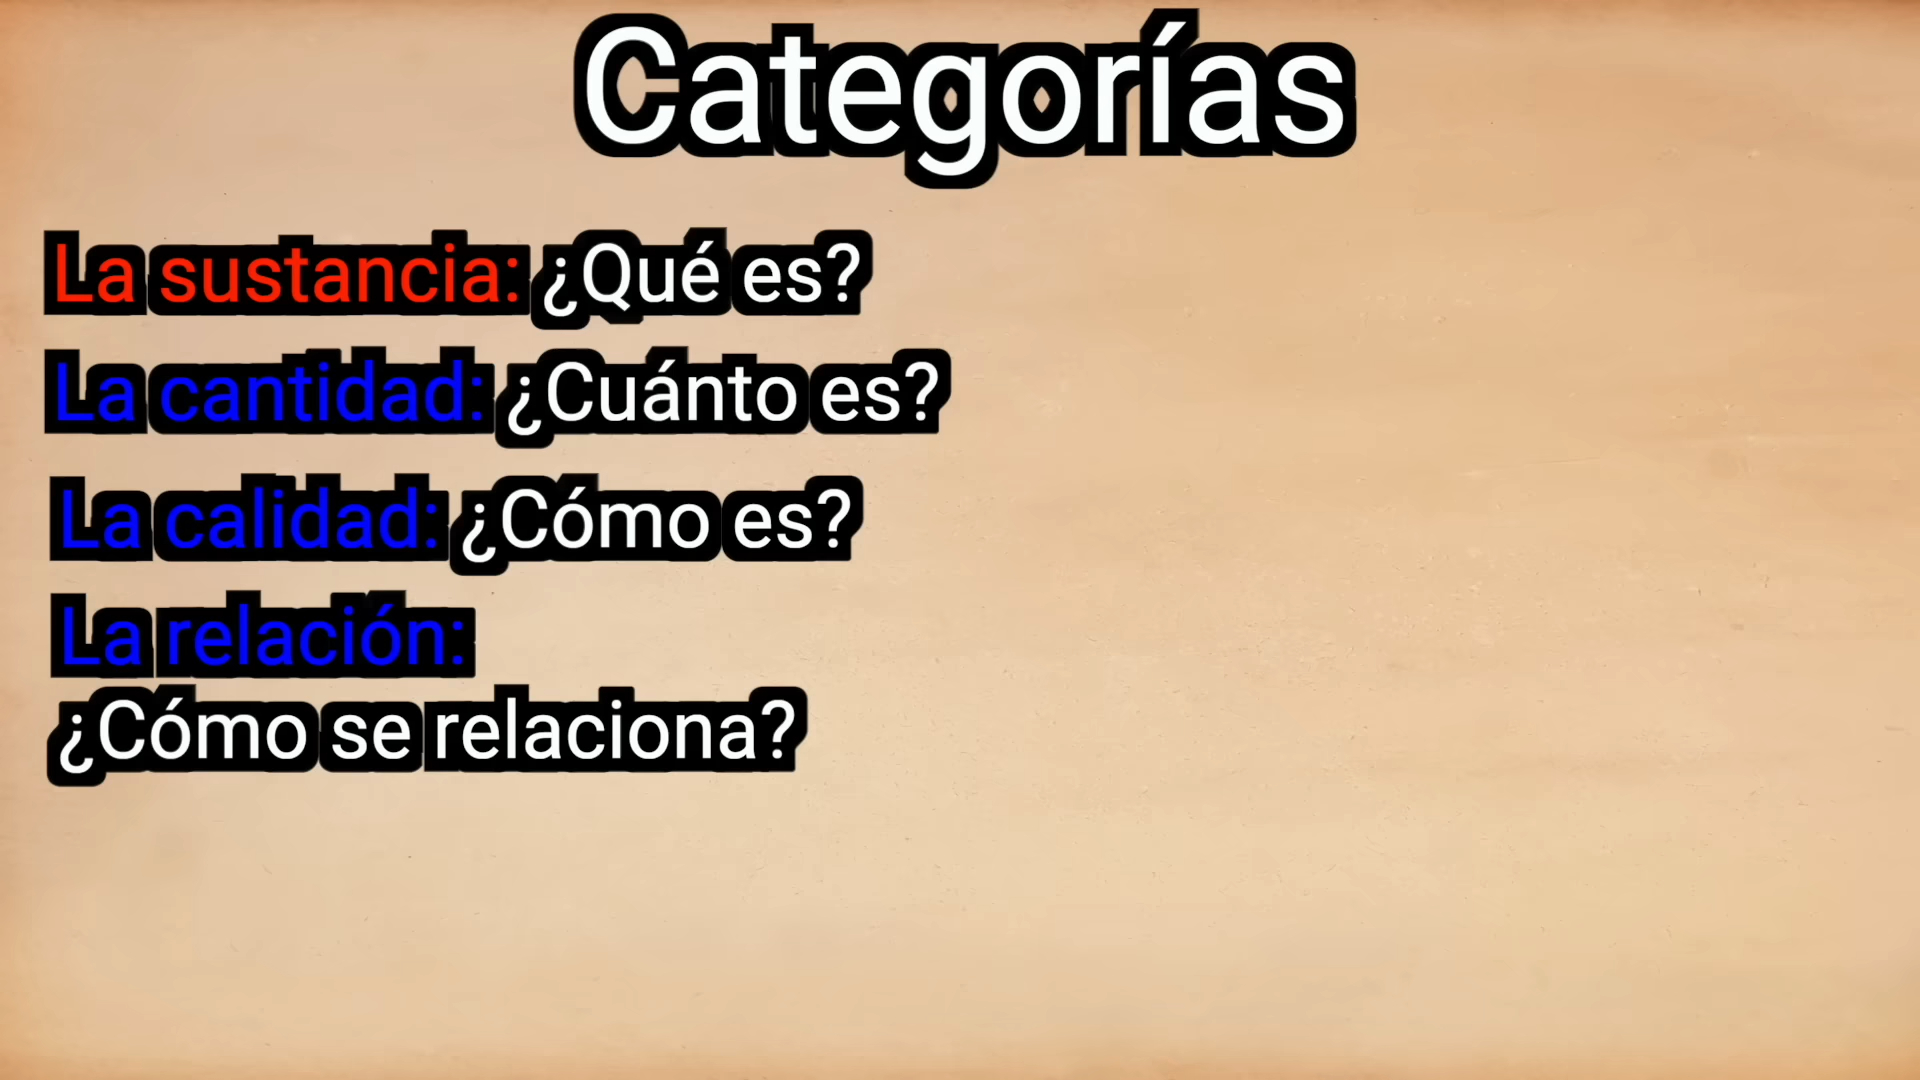 Categorías
La sustancia: ¿Qué es?
La cantidad: ¿Cuánto es?
La calidad: ¿Cómo es?
La relación:
¿Cómo se relaciona?